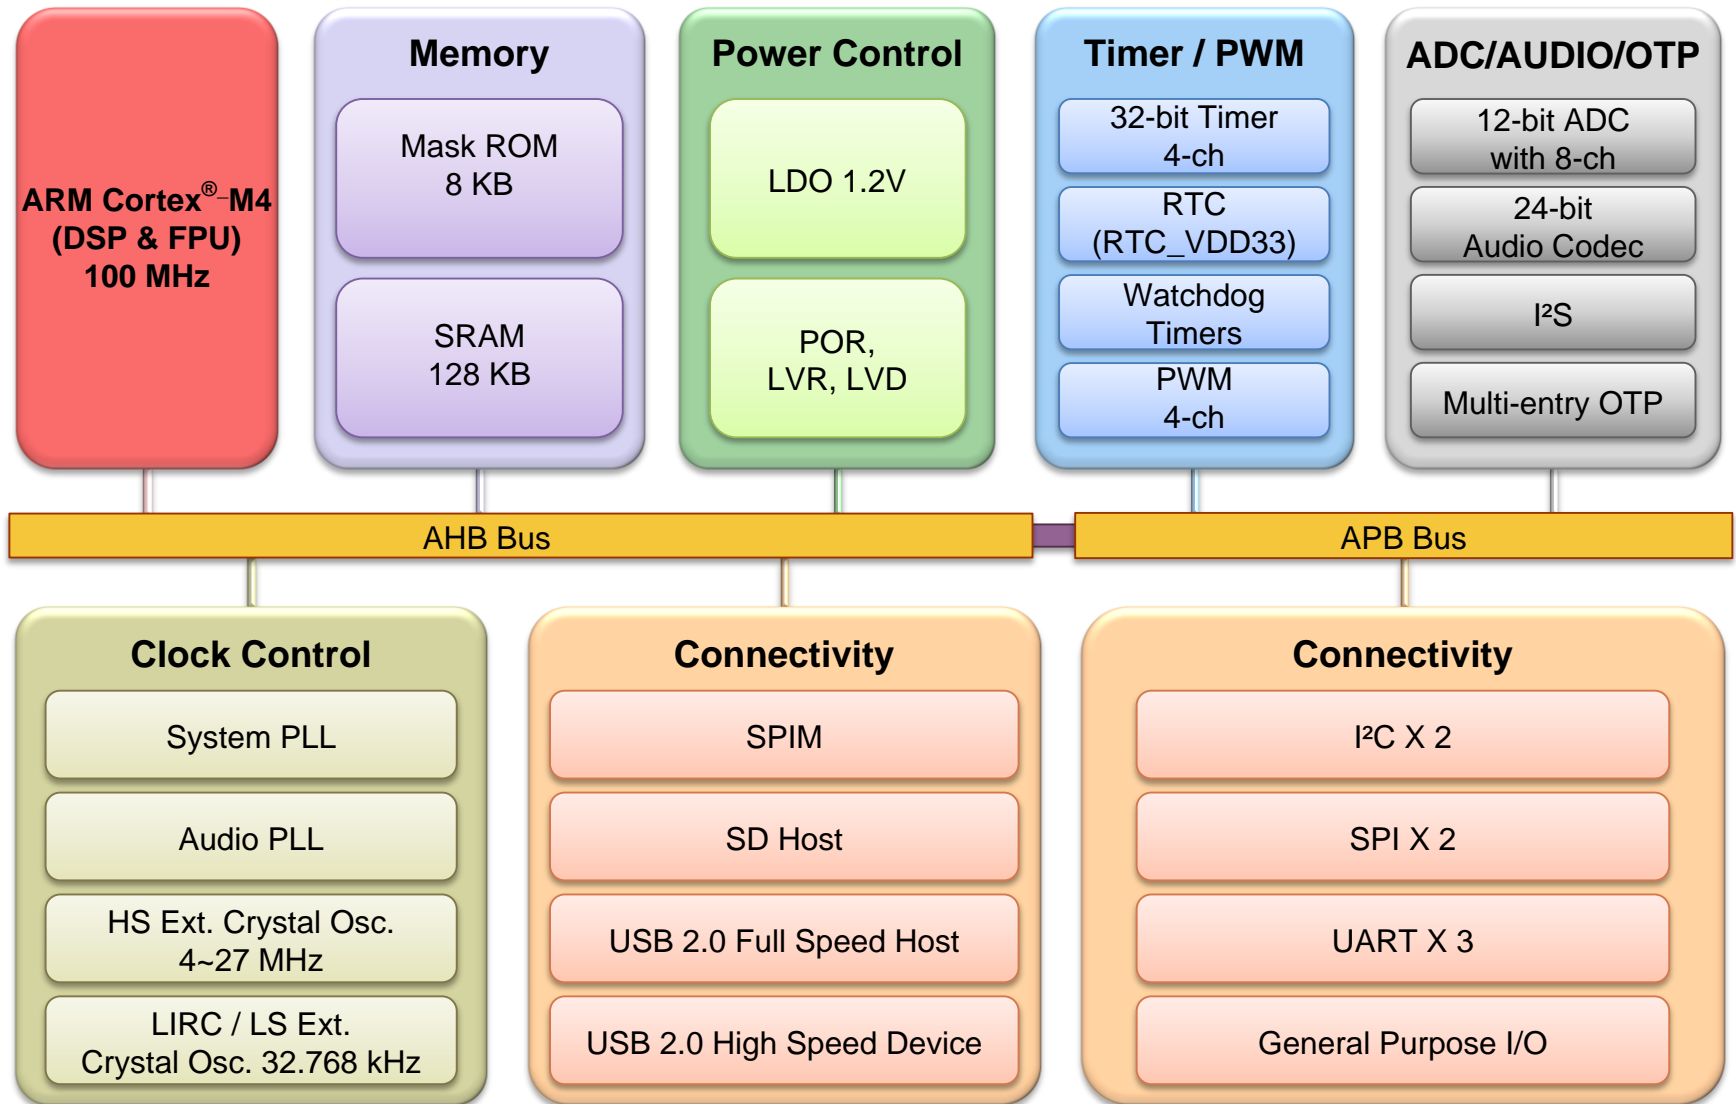 ARM Cortex®-M4
(DSP & FPU)
100 MHz
Memory
Mask ROM
8 KB
SRAM
128 KB
Power Control
LDO 1.2V
POR,
LVR, LVD
Timer / PWM
32-bit Timer
4-ch
RTC
(RTC_VDD33)
Watchdog
Timers
PWM
4-ch
ADC/AUDIO/OTP
12-bit ADC
with 8-ch
24-bit
Audio Codec
I²S
Multi-entry OTP
AHB Bus
APB Bus
Clock Control
System PLL
Audio PLL
HS Ext. Crystal Osc.
4~27 MHz
LIRC / LS Ext.
Crystal Osc. 32.768 kHz
Connectivity
SPIM
SD Host
USB 2.0 Full Speed Host
USB 2.0 High Speed Device
Connectivity
I²C X 2
SPI X 2
UART X 3
General Purpose I/O